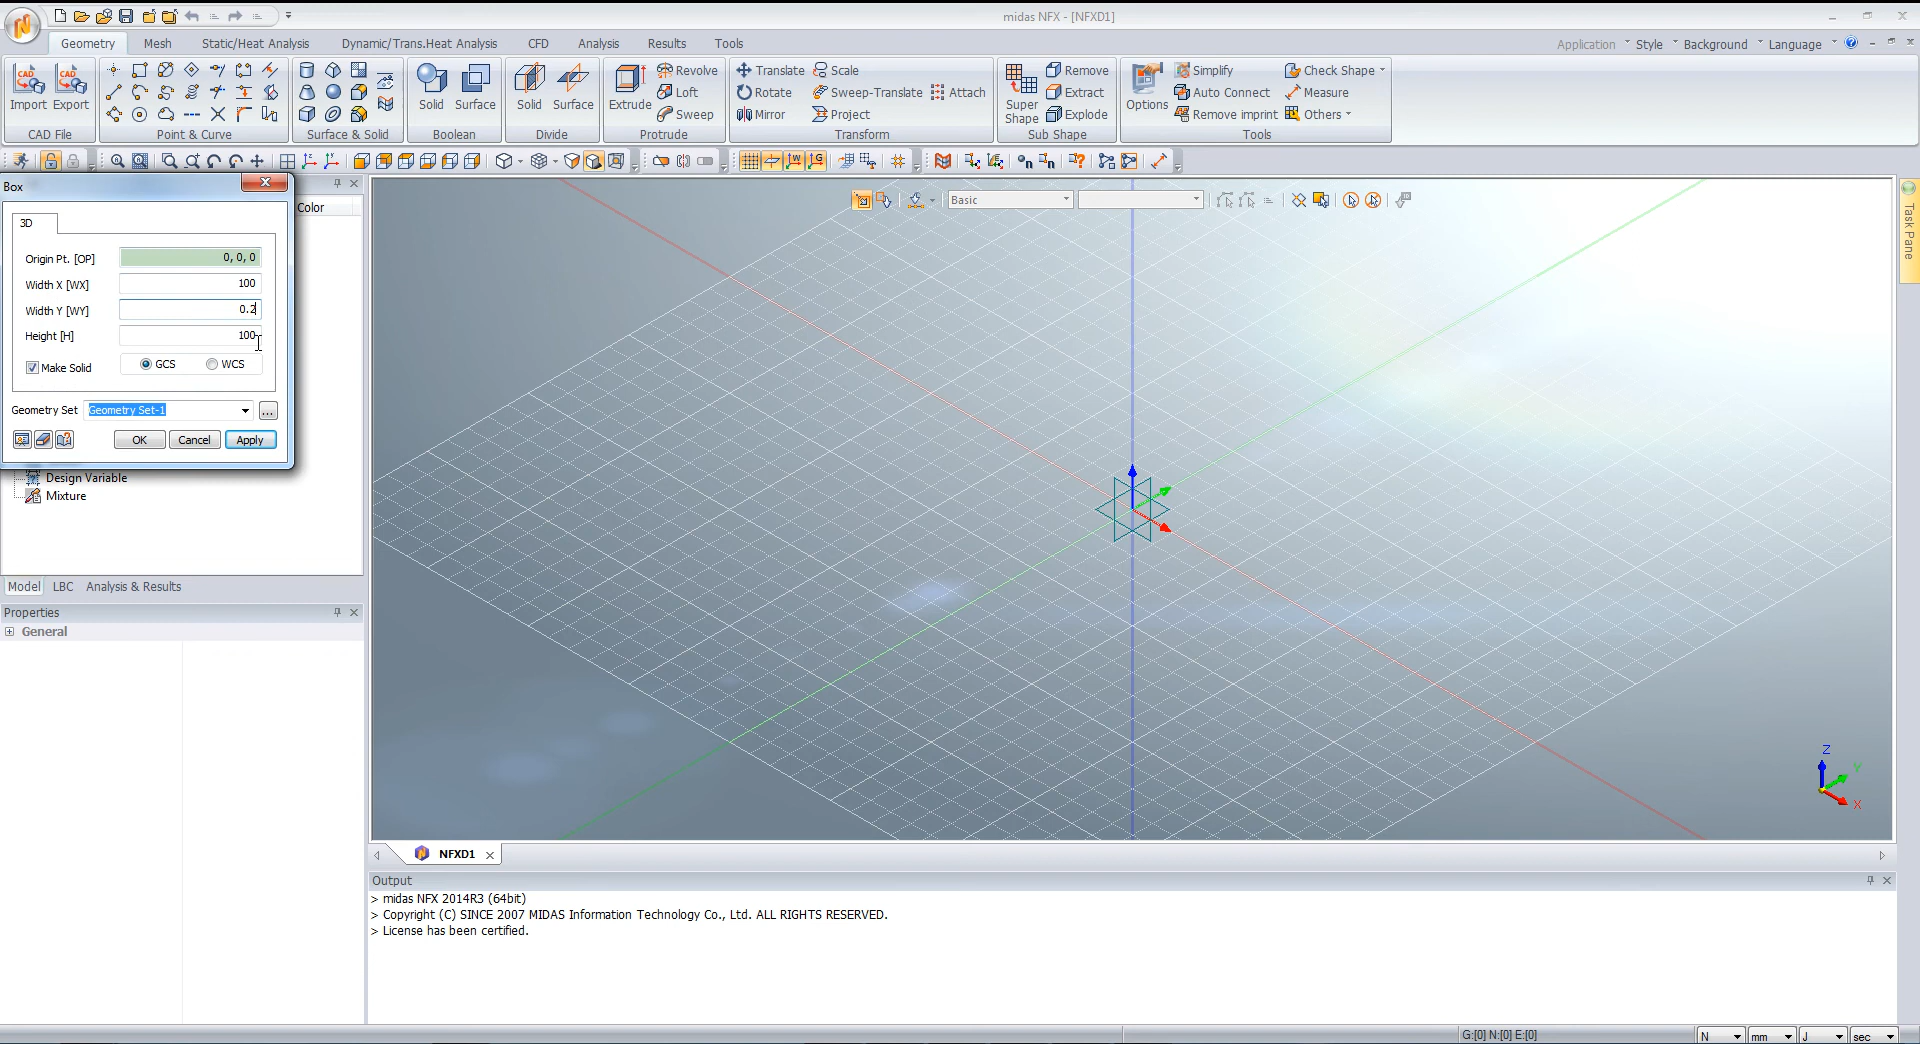 midas NFX - [NFXD1]
Geometry Mesh Static/Heat Analysis Dynamic/Trans.Heat Analysis CFD Analysis Results Tools
Application Style Background Language
CAD CAD
Import Export
CAD File
Point & Curve
Surface & Solid
Solid Surface
Boolean
Solid Surface
Divide
Extrude
Revolve
Loft
Sweep
Protrude
Translate Scale
Rotate Sweep-Translate Attach
Mirror Project
Transform
Super Shape
Remove
Extract
Explode
Sub Shape
Options
Simplify Check Shape
Auto Connect Measure
Remove imprint Others
Tools
Box
Color
3D
Origin Pt. [OP] 0, 0, 0
Width X [WX] 100
Width Y [WY] 0.2
Height [H] 100
Make Solid GCS WCS
Geometry Set Geometry Set-1 ...
OK Cancel Apply
Design Variable
Mixture
Model LBC Analysis & Results
Properties
General
Basic
Task Pane
Z
Y
X
NFXD1
Output
> midas NFX 2014R3 (64bit)
> Copyright (C) SINCE 2007 MIDAS Information Technology Co., Ltd. ALL RIGHTS RESERVED.
> License has been certified.
G:[0] N:[0] E:[0] N mm J sec